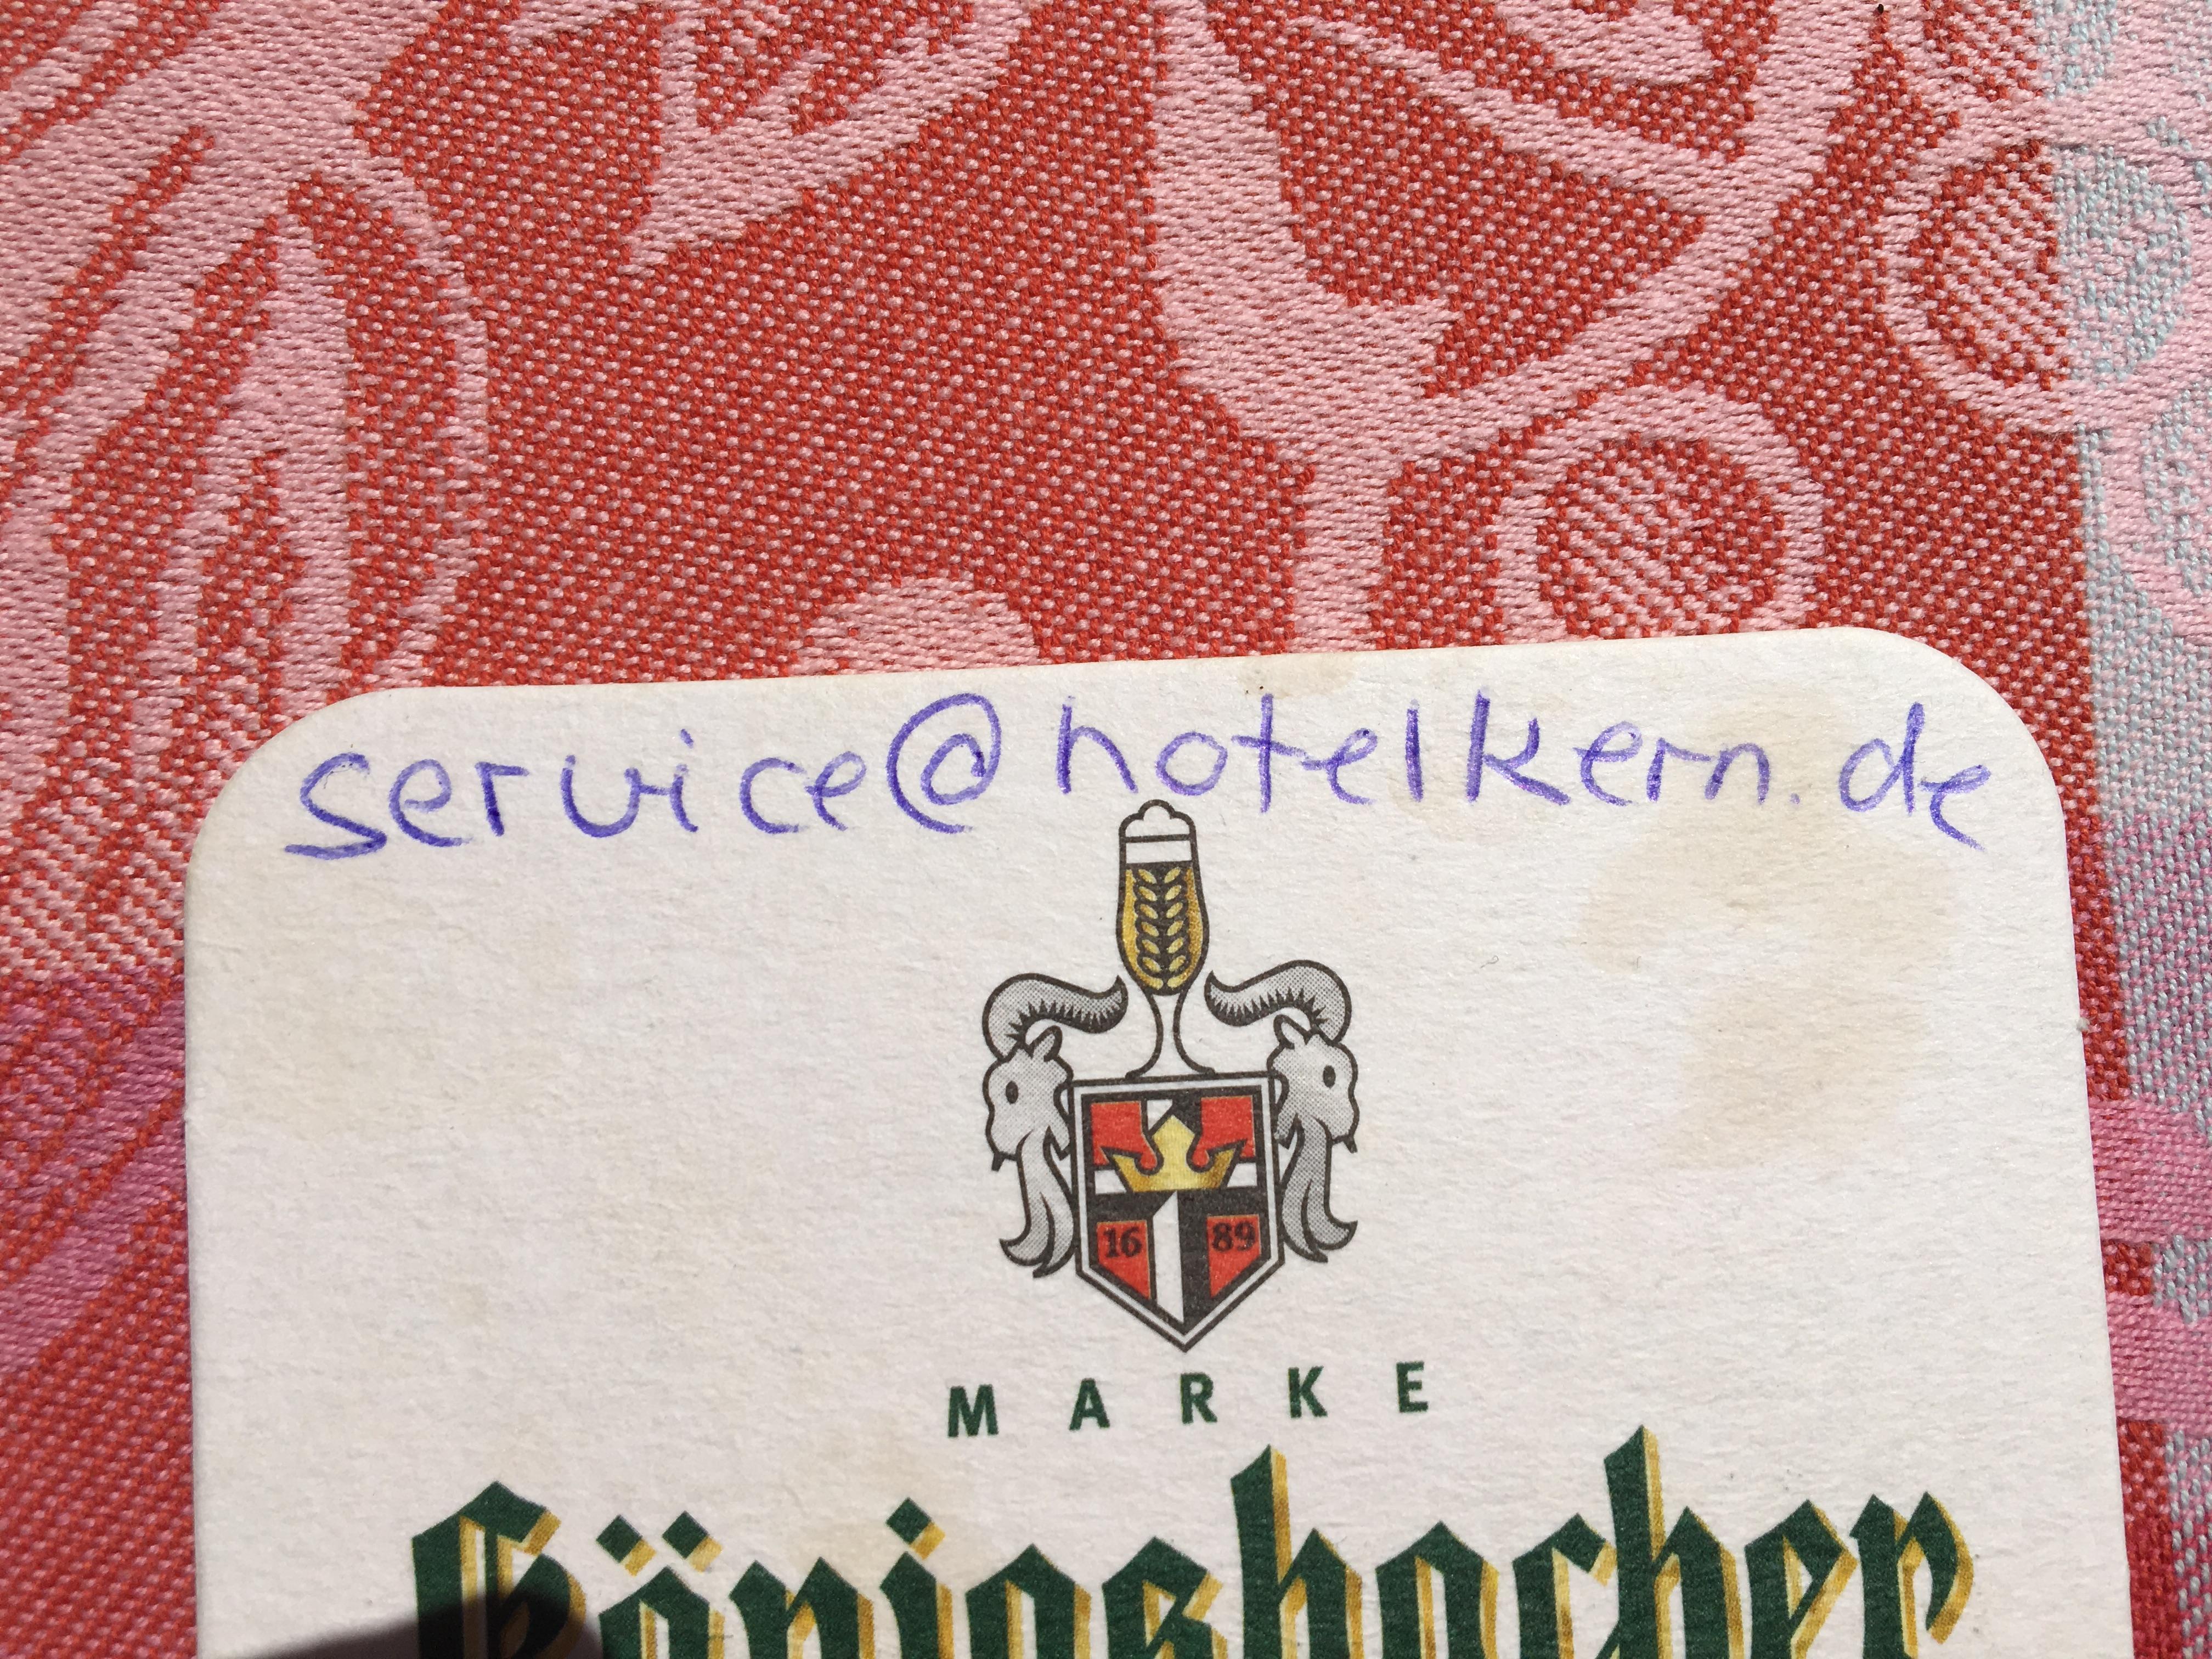 service@hotelkern.de
16 89
MARKE
Königsbacher